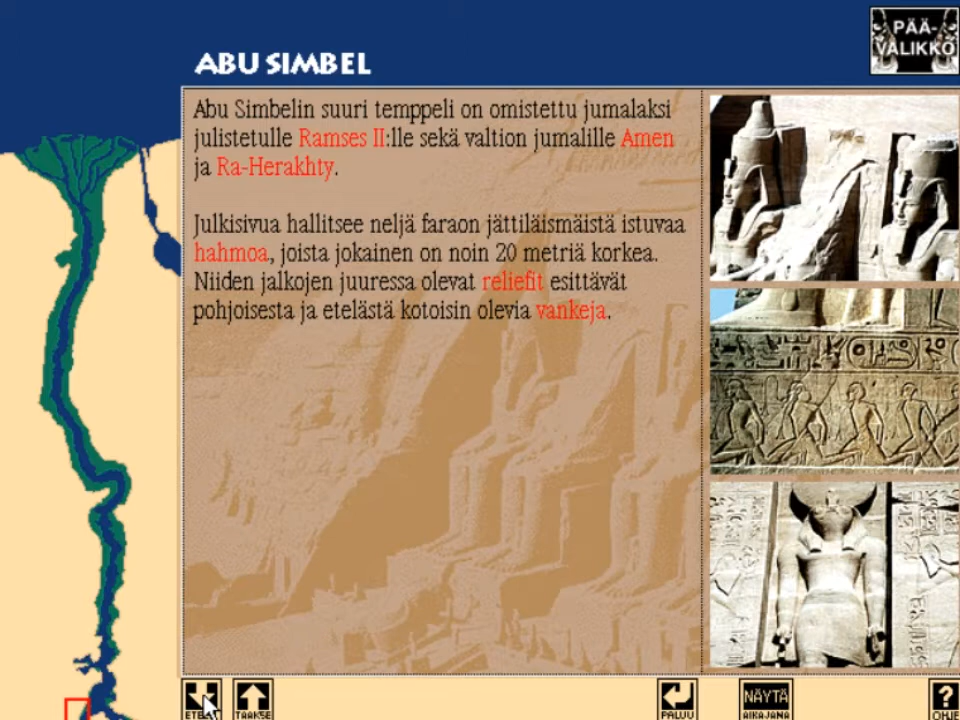 PÄÄ-
VALIKKO
ABU SIMBEL
Abu Simbelin suuri temppeli on omistettu jumalaksi
julistetulle Ramses II:lle sekä valtion jumalille Amen
ja Ra-Herakhty.
Julkisivua hallitsee neljä faraon jättiläismäistä istuvaa
hahmoa, joista jokainen on noin 20 metriä korkea.
Niiden jalkojen juuressa olevat reliefit esittävät
pohjoisesta ja etelästä kotoisin olevia vankeja.
TAAKSE
PALUU
NÄYTÄ
AIKAJANA
?
OHJE